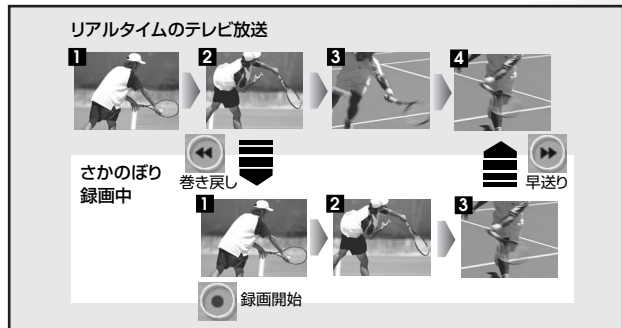 リアルタイムのテレビ放送
1 2 3 4
さかのぼり
録画中
巻き戻し
早送り
1 2 3
録画開始